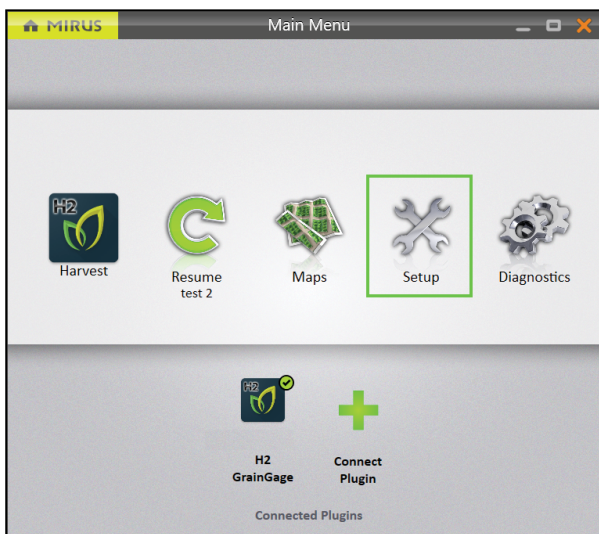 MIRUS
Main Menu
H2
Harvest
Resume
test 2
Maps
Setup
Diagnostics
H2
H2
GrainGage
Connect
Plugin
Connected Plugins